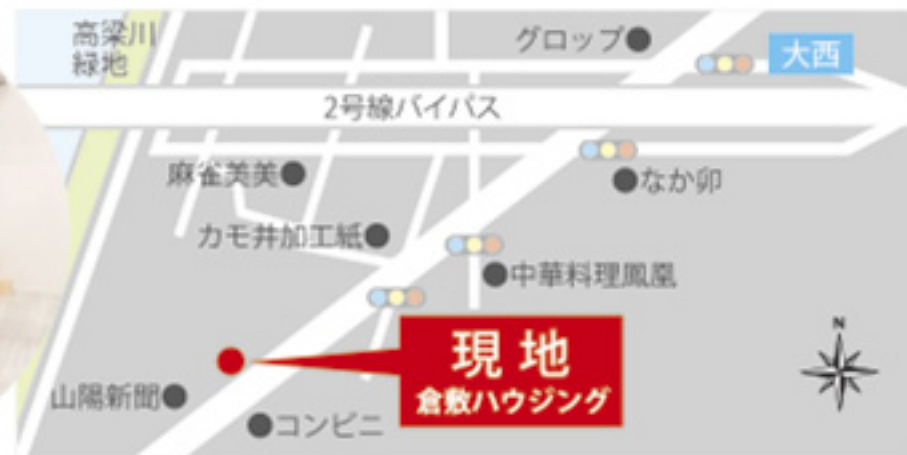 高梁川
緑地
グロップ
大西
2号線バイパス
麻雀美美
なか卯
カモ井加工紙
中華料理鳳凰
N
現地
倉敷ハウジング
山陽新聞
コンビニ